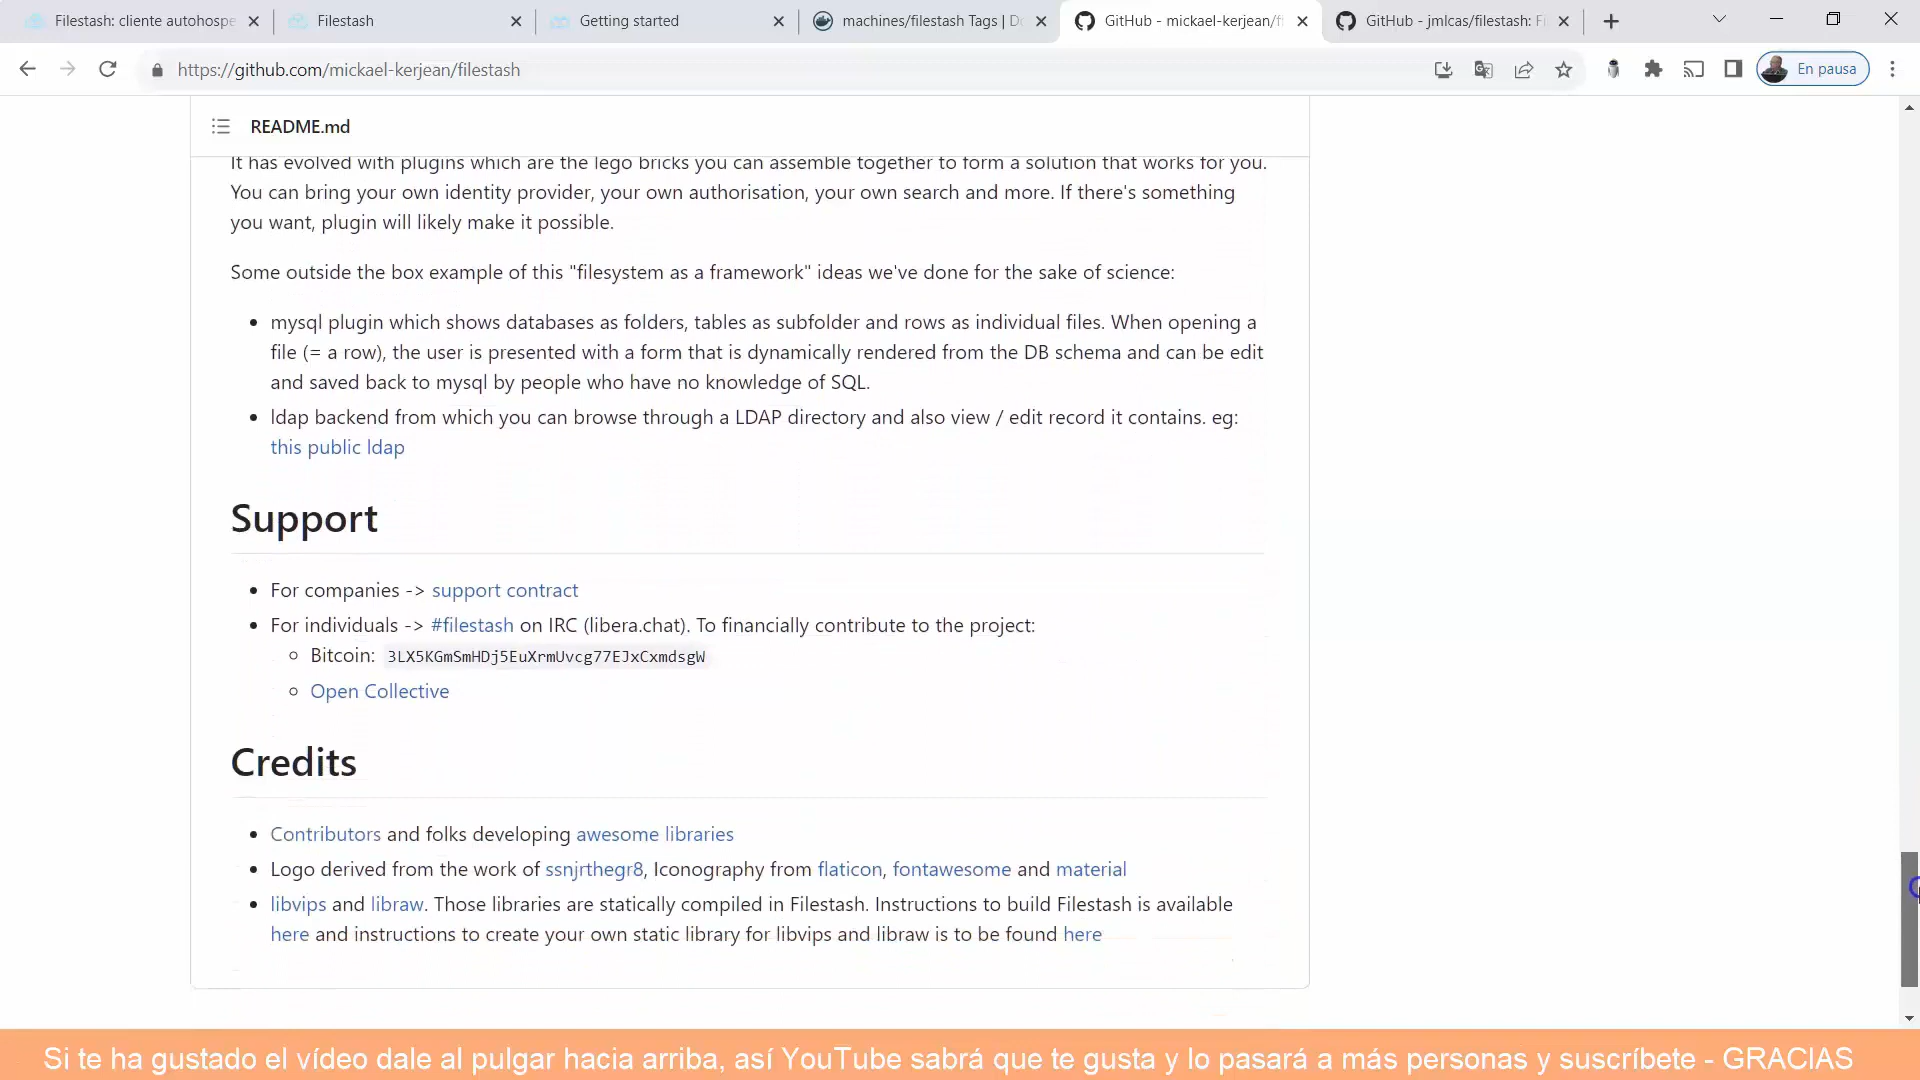 Filestash: cliente autohospe
Filestash
Getting started
machines/filestash Tags | Do
GitHub - mickael-kerjean/fi
GitHub - jmlcas/filestash: Fi
https://github.com/mickael-kerjean/filestash
En pausa
README.md
It has evolved with plugins which are the lego bricks you can assemble together to form a solution that works for you.
You can bring your own identity provider, your own authorisation, your own search and more. If there's something
you want, plugin will likely make it possible.
Some outside the box example of this "filesystem as a framework" ideas we've done for the sake of science:
• mysql plugin which shows databases as folders, tables as subfolder and rows as individual files. When opening a
file (= a row), the user is presented with a form that is dynamically rendered from the DB schema and can be edit
and saved back to mysql by people who have no knowledge of SQL.
• ldap backend from which you can browse through a LDAP directory and also view / edit record it contains. eg:
this public ldap
Support
• For companies -> support contract
• For individuals -> #filestash on IRC (libera.chat). To financially contribute to the project:
◦ Bitcoin: 3LX5KGmSmHDj5EuXrmUvcg77EJxCxmdsgW
◦ Open Collective
Credits
• Contributors and folks developing awesome libraries
• Logo derived from the work of ssnjrthegr8, Iconography from flaticon, fontawesome and material
• libvips and libraw. Those libraries are statically compiled in Filestash. Instructions to build Filestash is available
here and instructions to create your own static library for libvips and libraw is to be found here
Si te ha gustado el vídeo dale al pulgar hacia arriba, así YouTube sabrá que te gusta y lo pasará a más personas y suscríbete - GRACIAS